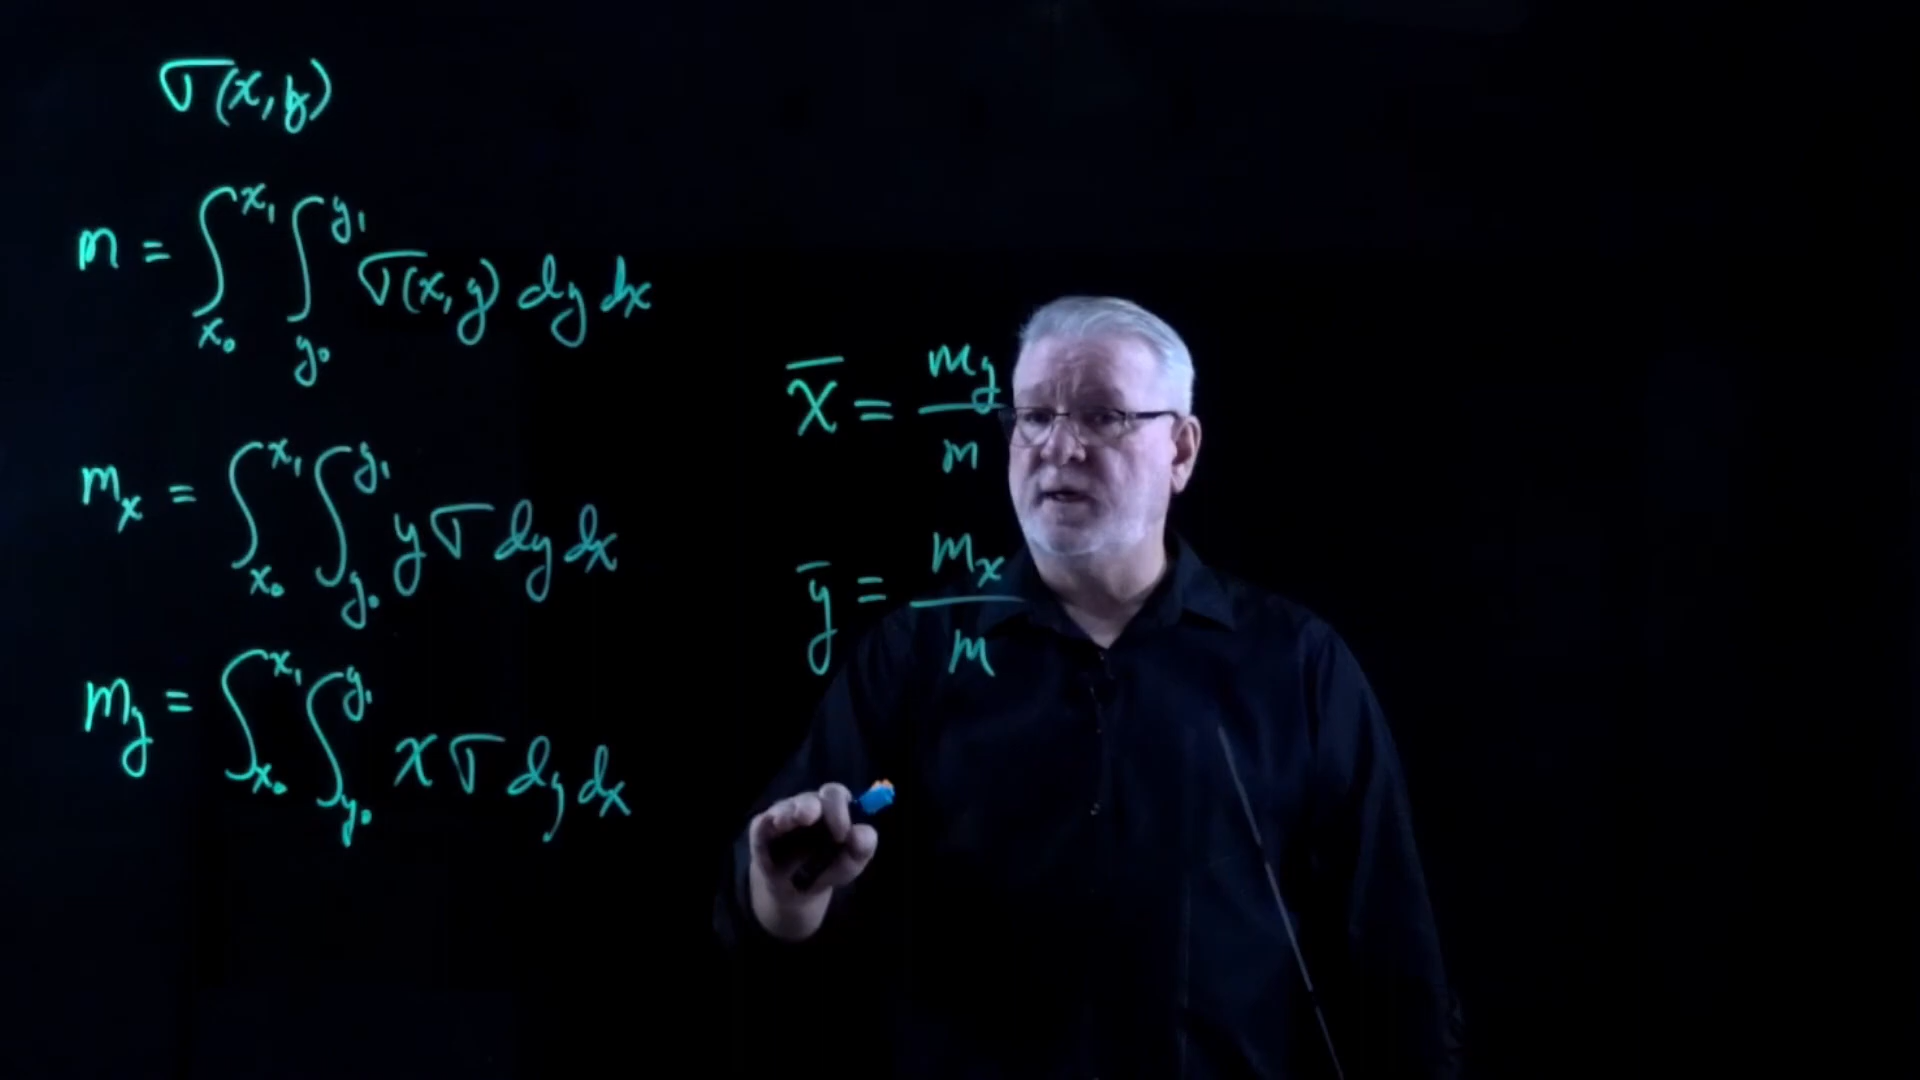 σ(x, y)
m = ∫_{x₀}^{x₁} ∫_{y₀}^{y₁} σ(x, y) dy dx
m_x = ∫_{x₀}^{x₁} ∫_{y₀}^{y₁} y σ dy dx
m_y = ∫_{x₀}^{x₁} ∫_{y₀}^{y₁} x σ dy dx
x̄ = m_y / m
ȳ = m_x / m